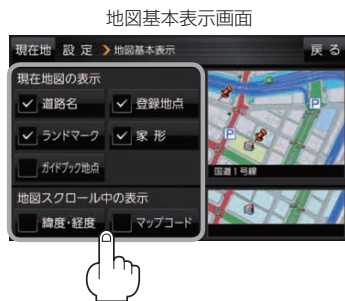 地図基本表示画面
現在地 設定 地図基本表示 戻る
現在地図の表示
道路名 登録地点
ランドマーク 家形
ガイドブック地点
国道1号線
地図スクロール中の表示
緯度・経度 マップコード
P
P